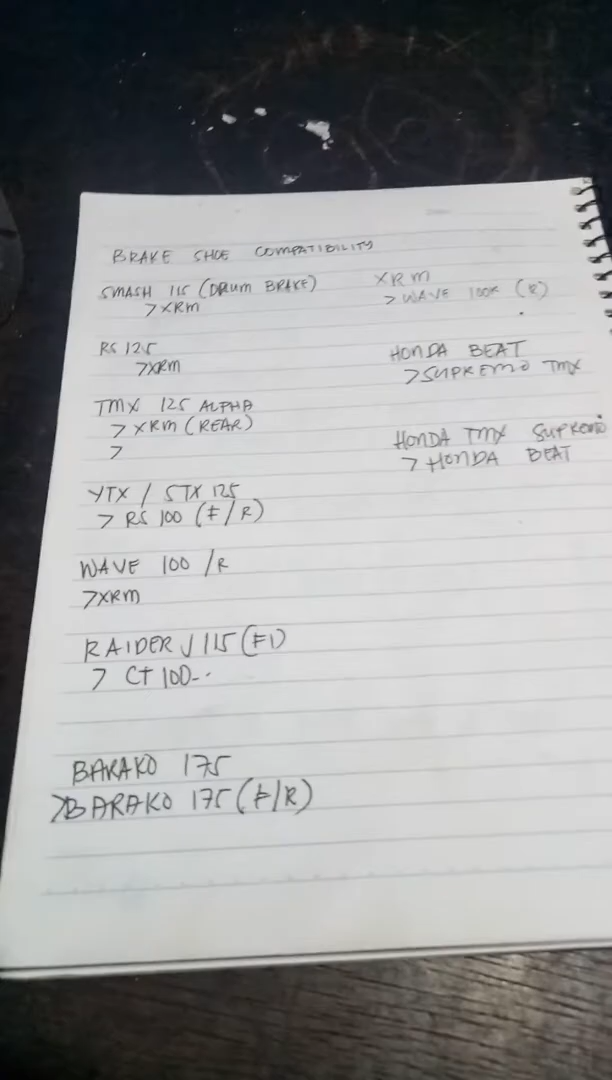 BRAKE SHOE COMPATIBILITY
SMASH 115 (DRUM BRAKE)
> XRM
RS 125
> XRM
TMX 125 ALPHA
> XRM (REAR)
>
YTX / STX 125
> RS 100 (F/R)
WAVE 100 /R
> XRM
RAIDER J 115 (FI)
> CT 100-..
BARAKO 175
> BARAKO 175 (F/R)
XRM
> WAVE 100R (R)
HONDA BEAT
> SUPREMO TMX
HONDA TMX SUPREMO
> HONDA BEAT